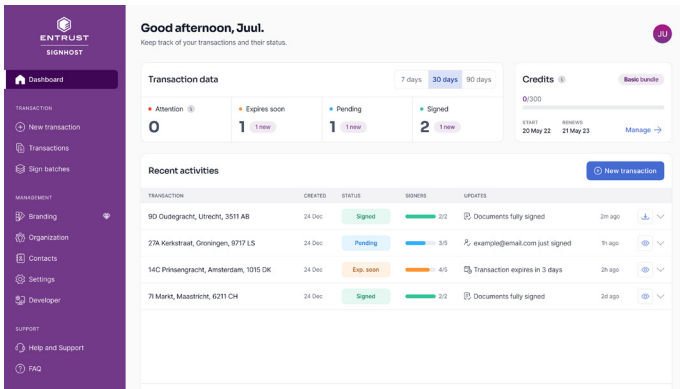 ENTRUST
SIGNHOST
Dashboard
TRANSACTION
New transaction
Transactions
Sign batches
MANAGEMENT
Branding
Organization
Contacts
Settings
Developer
SUPPORT
Help and Support
FAQ
Good afternoon, Juul.
Keep track of your transactions and their status.
JU
Transaction data
7 days 30 days 90 days
Attention Expires soon Pending Signed
0 1 1 new 1 1 new 2 1 new
Credits Basic bundle
0/300
START RENEWS
20 May 22 21 May 23 Manage →
Recent activities New transaction
TRANSACTION CREATED STATUS SIGNERS UPDATES
9D Oudegracht, Utrecht, 3511 AB 24 Dec Signed 2/2 Documents fully signed 2m ago
27A Kerkstraat, Groningen, 9717 LS 24 Dec Pending 3/5 example@email.com just signed 1h ago
14C Prinsengracht, Amsterdam, 1015 DK 24 Dec Exp. soon 4/5 Transaction expires in 3 days 2h ago
7I Markt, Maastricht, 6211 CH 24 Dec Signed 2/2 Documents fully signed 2d ago